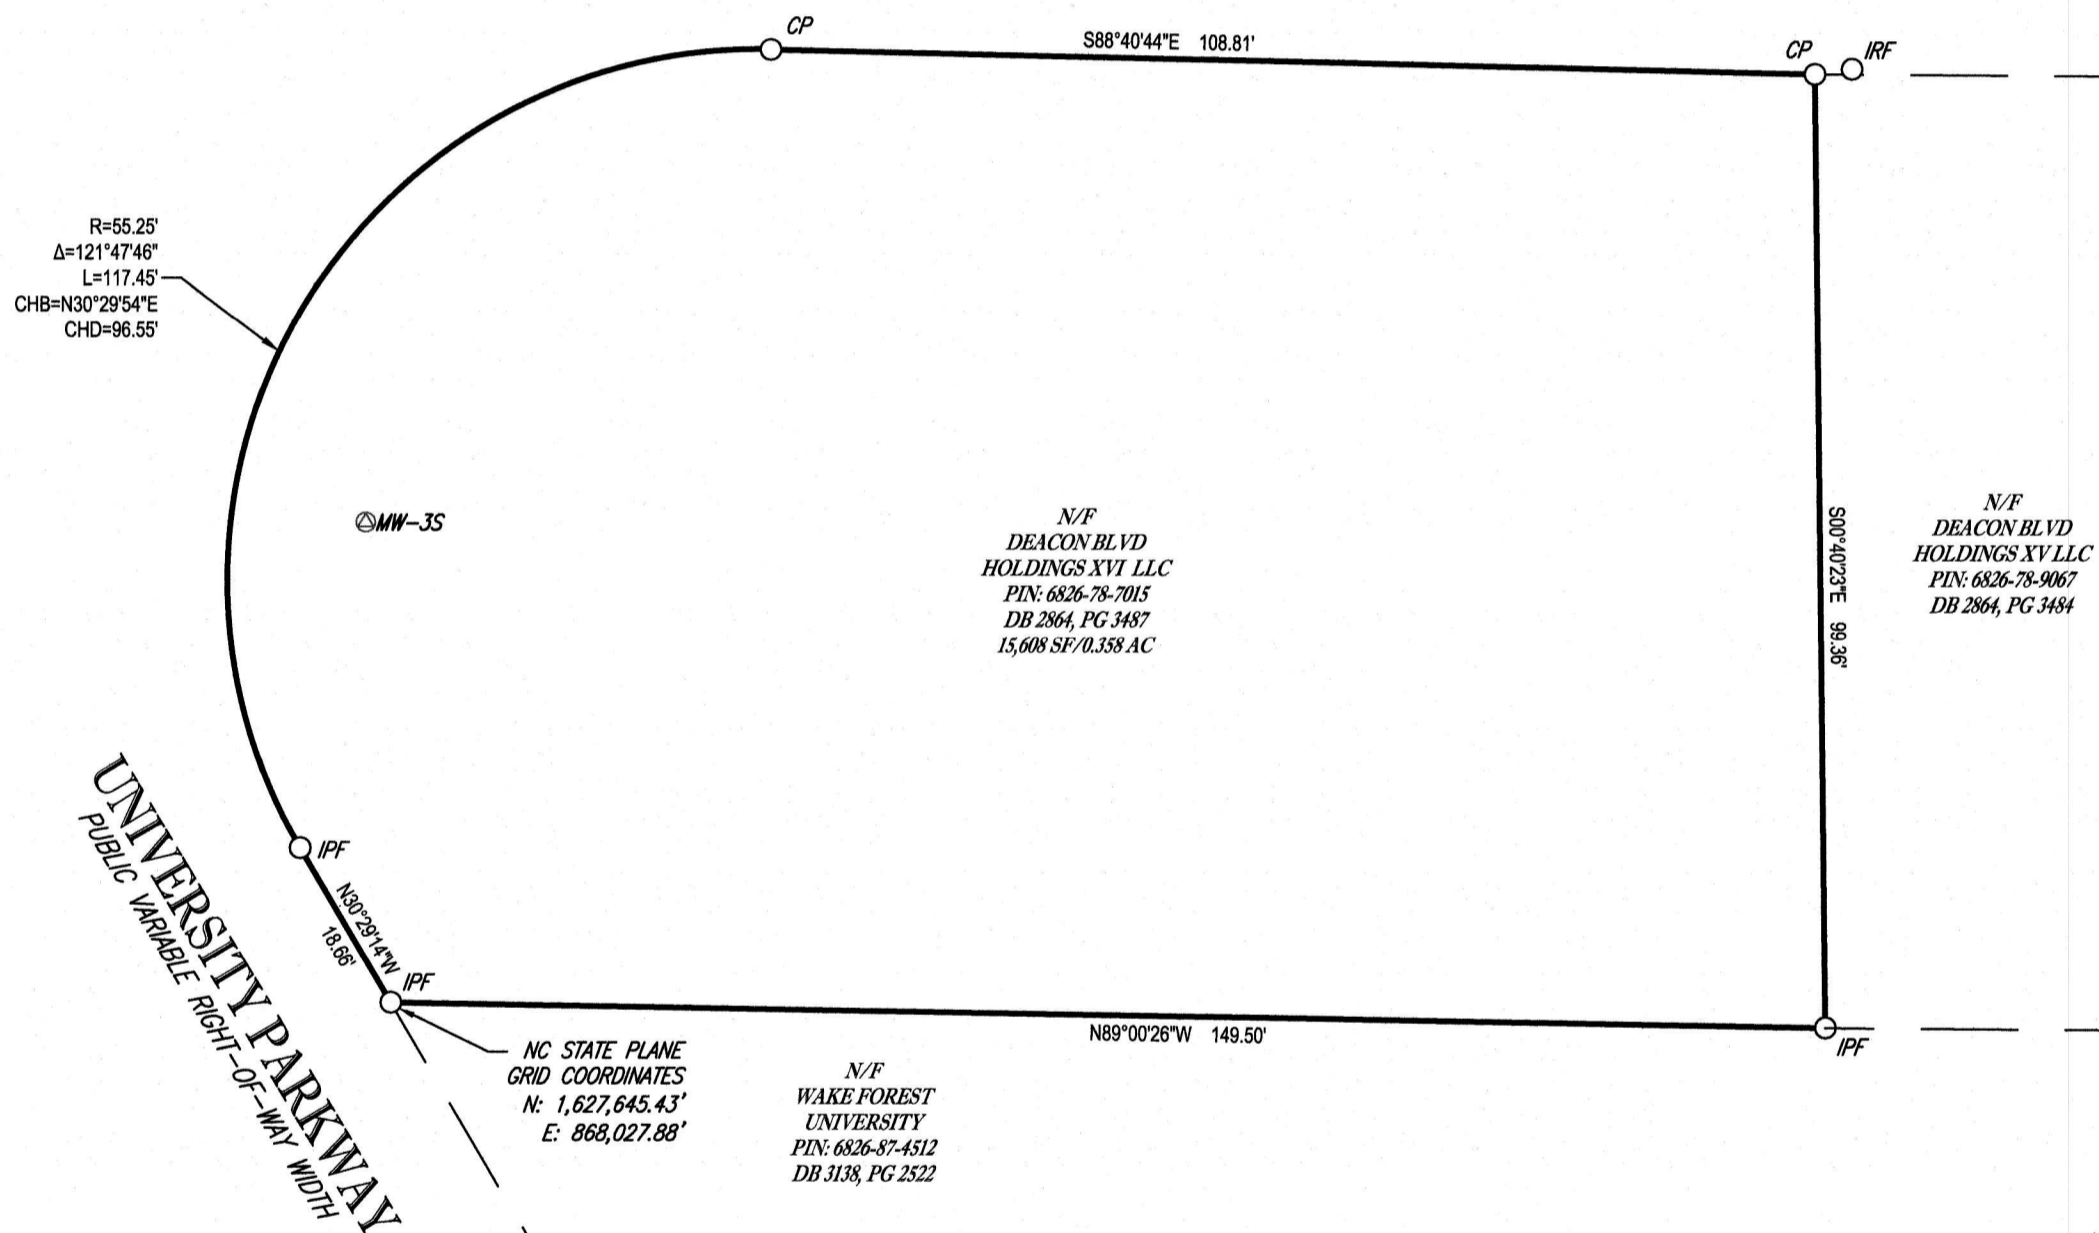 CP
S88°40'44"E 108.81'
CP
IRF
R=55.25'
Δ=121°47'46"
L=117.45'
CHB=N30°29'54"E
CHD=96.55'
MW-3S
N/F
DEACON BLVD
HOLDINGS XVI LLC
PIN: 6826-78-7015
DB 2864, PG 3487
15,608 SF/0.358 AC
S00°40'23"E 99.36'
N/F
DEACON BLVD
HOLDINGS XV LLC
PIN: 6826-78-9067
DB 2864, PG 3484
IPF
N30°29'14"W
18.66'
IPF
UNIVERSITY PARKWAY
PUBLIC VARIABLE RIGHT-OF-WAY WIDTH
N89°00'26"W 149.50'
IPF
NC STATE PLANE
GRID COORDINATES
N: 1,627,645.43'
E: 868,027.88'
N/F
WAKE FOREST
UNIVERSITY
PIN: 6826-87-4512
DB 3138, PG 2522